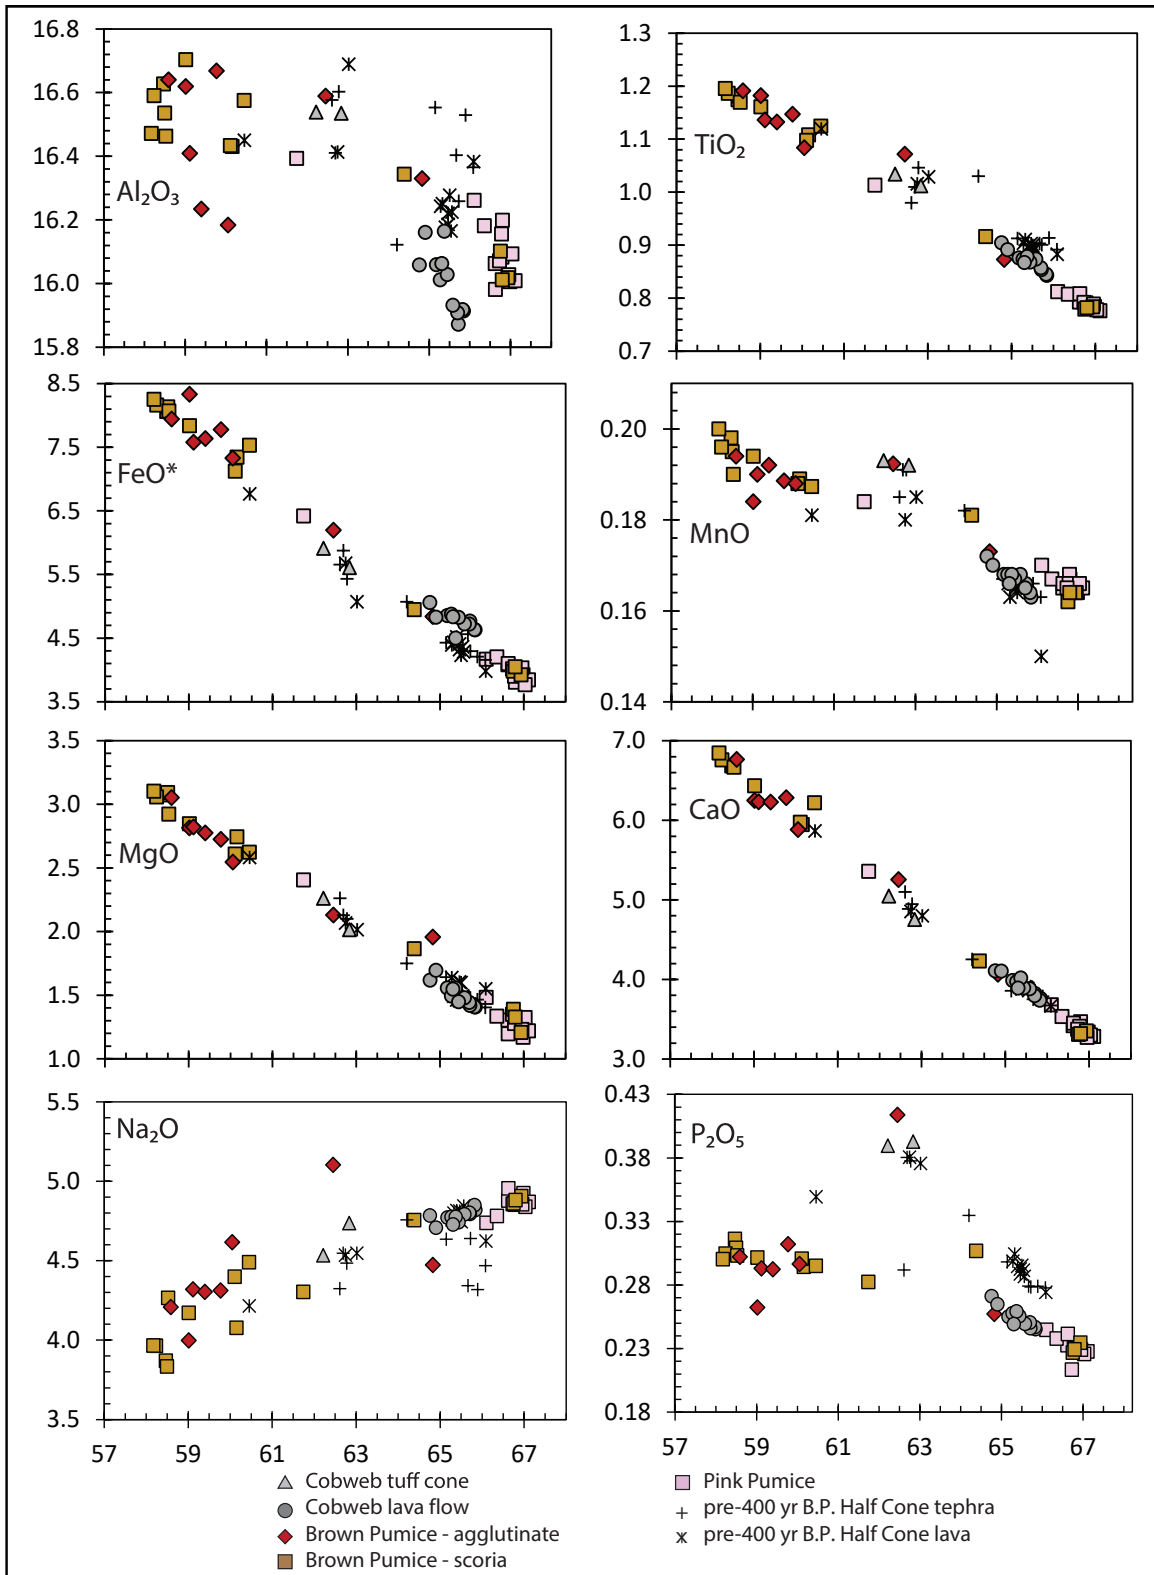 16.8
16.6
16.4
16.2
16.0
15.8
Al₂O₃
57 59 61 63 65 67
1.3
1.2
1.1
1.0
0.9
0.8
0.7
TiO₂
8.5
7.5
6.5
5.5
4.5
3.5
FeO*
0.20
0.18
0.16
0.14
MnO
3.5
3.0
2.5
2.0
1.5
1.0
MgO
7.0
6.0
5.0
4.0
3.0
CaO
5.5
5.0
4.5
4.0
3.5
Na₂O
0.43
0.38
0.33
0.28
0.23
0.18
P₂O₅
57 59 61 63 65 67
Cobweb tuff cone
Cobweb lava flow
Brown Pumice - agglutinate
Brown Pumice - scoria
Pink Pumice
pre-400 yr B.P. Half Cone tephra
pre-400 yr B.P. Half Cone lava